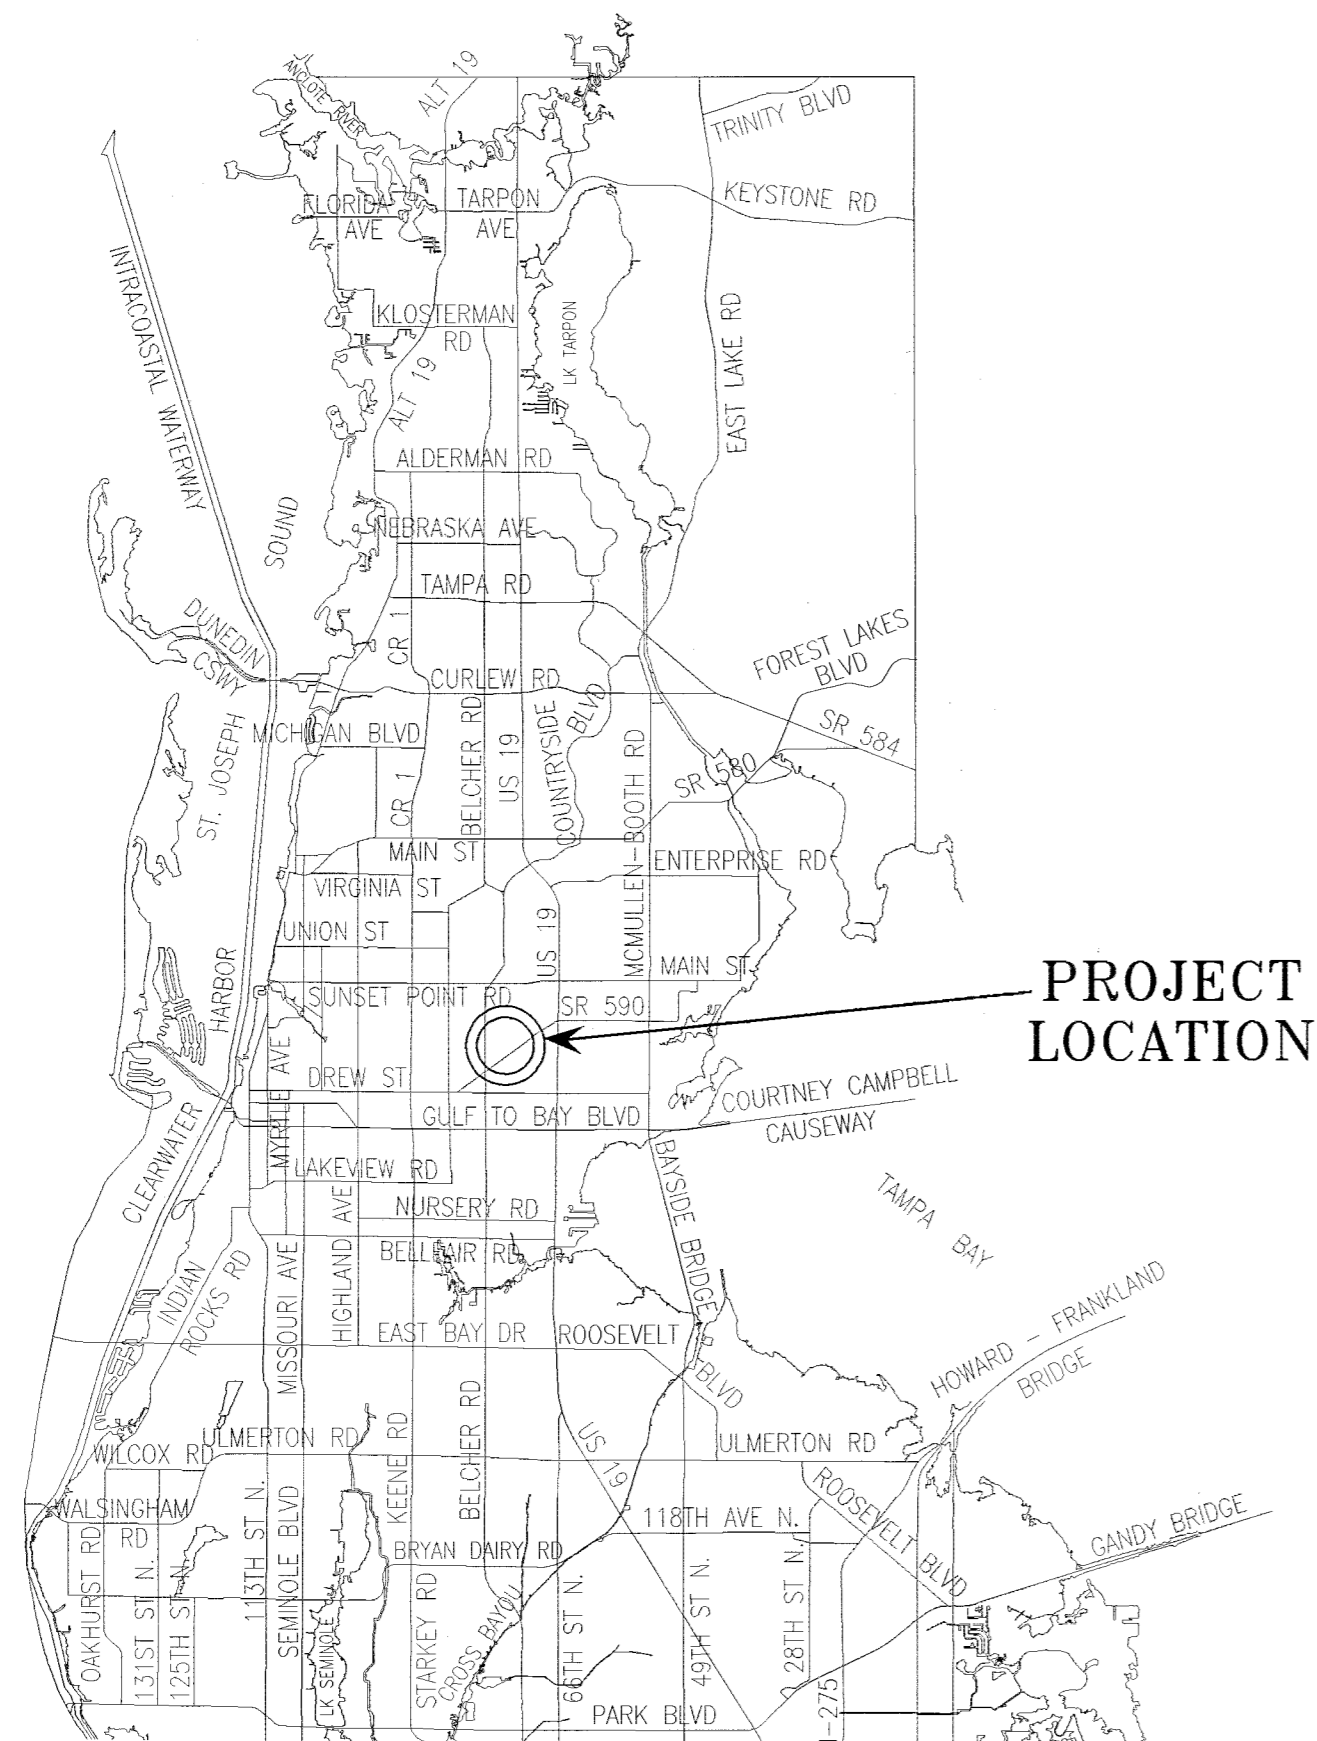 ANCLOTE RIVER
ALT 19
TRINITY BLVD
KEYSTONE RD
FLORIDA
AVE
TARPON
AVE
INTRACOASTAL WATERWAY
KLOSTERMAN
RD
LK TARPON
EAST LAKE RD
ALT 19
ALDERMAN RD
SOUND
NEBRASKA AVE
TAMPA RD
DUNEDIN
CSWY
CR 1
FOREST LAKES
BLVD
CURLEW RD
ST. JOSEPH
MICHIGAN BLVD
BELCHER RD
US 19
COUNTRYSIDE
BLVD
MCMULLEN-BOOTH RD
SR 584
SR 580
CR 1
MAIN ST
ENTERPRISE RD
VIRGINIA ST
UNION ST
US 19
MAIN ST
HARBOR
SUNSET POINT RD
SR 590
PROJECT
LOCATION
MYRTLE AVE
DREW ST
COURTNEY CAMPBELL
CAUSEWAY
GULF TO BAY BLVD
CLEARWATER
LAKEVIEW RD
BAYSIDE BRIDGE
TAMPA
BAY
HIGHLAND AVE
NURSERY RD
BELLEAIR RD
INDIAN
ROCKS RD
MISSOURI AVE
EAST BAY DR
ROOSEVELT
BLVD
HOWARD - FRANKLAND
BRIDGE
WILCOX RD
ULMERTON RD
KEENE RD
BELCHER RD
US 19
ULMERTON RD
WALSINGHAM
RD
113TH ST N.
SEMINOLE BLVD
118TH AVE N.
ROOSEVELT BLVD
GANDY BRIDGE
BRYAN DAIRY RD
OAKHURST RD
131ST ST N.
125TH ST N.
LK SEMINOLE
STARKEY RD
CROSS BAYOU
66TH ST N.
49TH ST N.
28TH ST N.
I-275
PARK BLVD